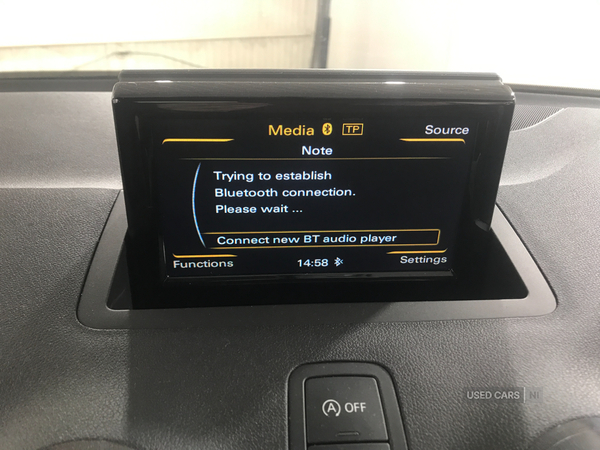 Media TP Source
Note
Trying to establish
Bluetooth connection.
Please wait ...
Connect new BT audio player
Functions 14:58 Settings
A OFF
USED CARS NI